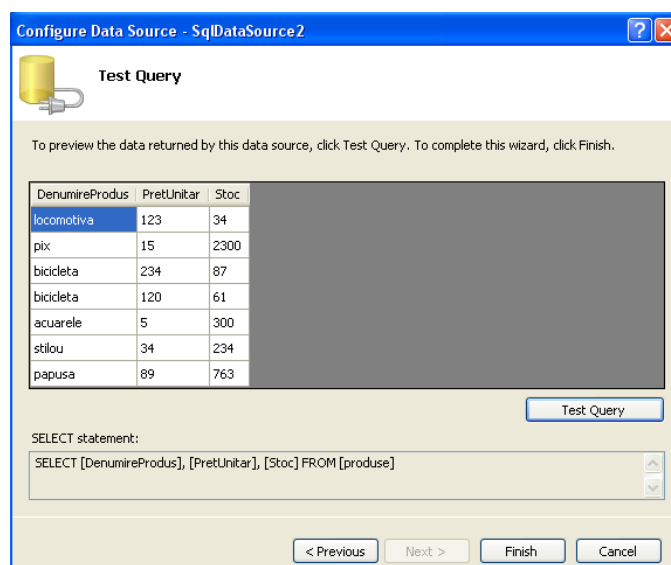 Configure Data Source - SqlDataSource2
Test Query
To preview the data returned by this data source, click Test Query. To complete this wizard, click Finish.
DenumireProdus PretUnitar Stoc
locomotiva 123 34
pix 15 2300
bicicleta 234 87
bicicleta 120 61
acuarele 5 300
stilou 34 234
papusa 89 763
Test Query
SELECT statement:
SELECT [DenumireProdus], [PretUnitar], [Stoc] FROM [produse]
< Previous Next > Finish Cancel